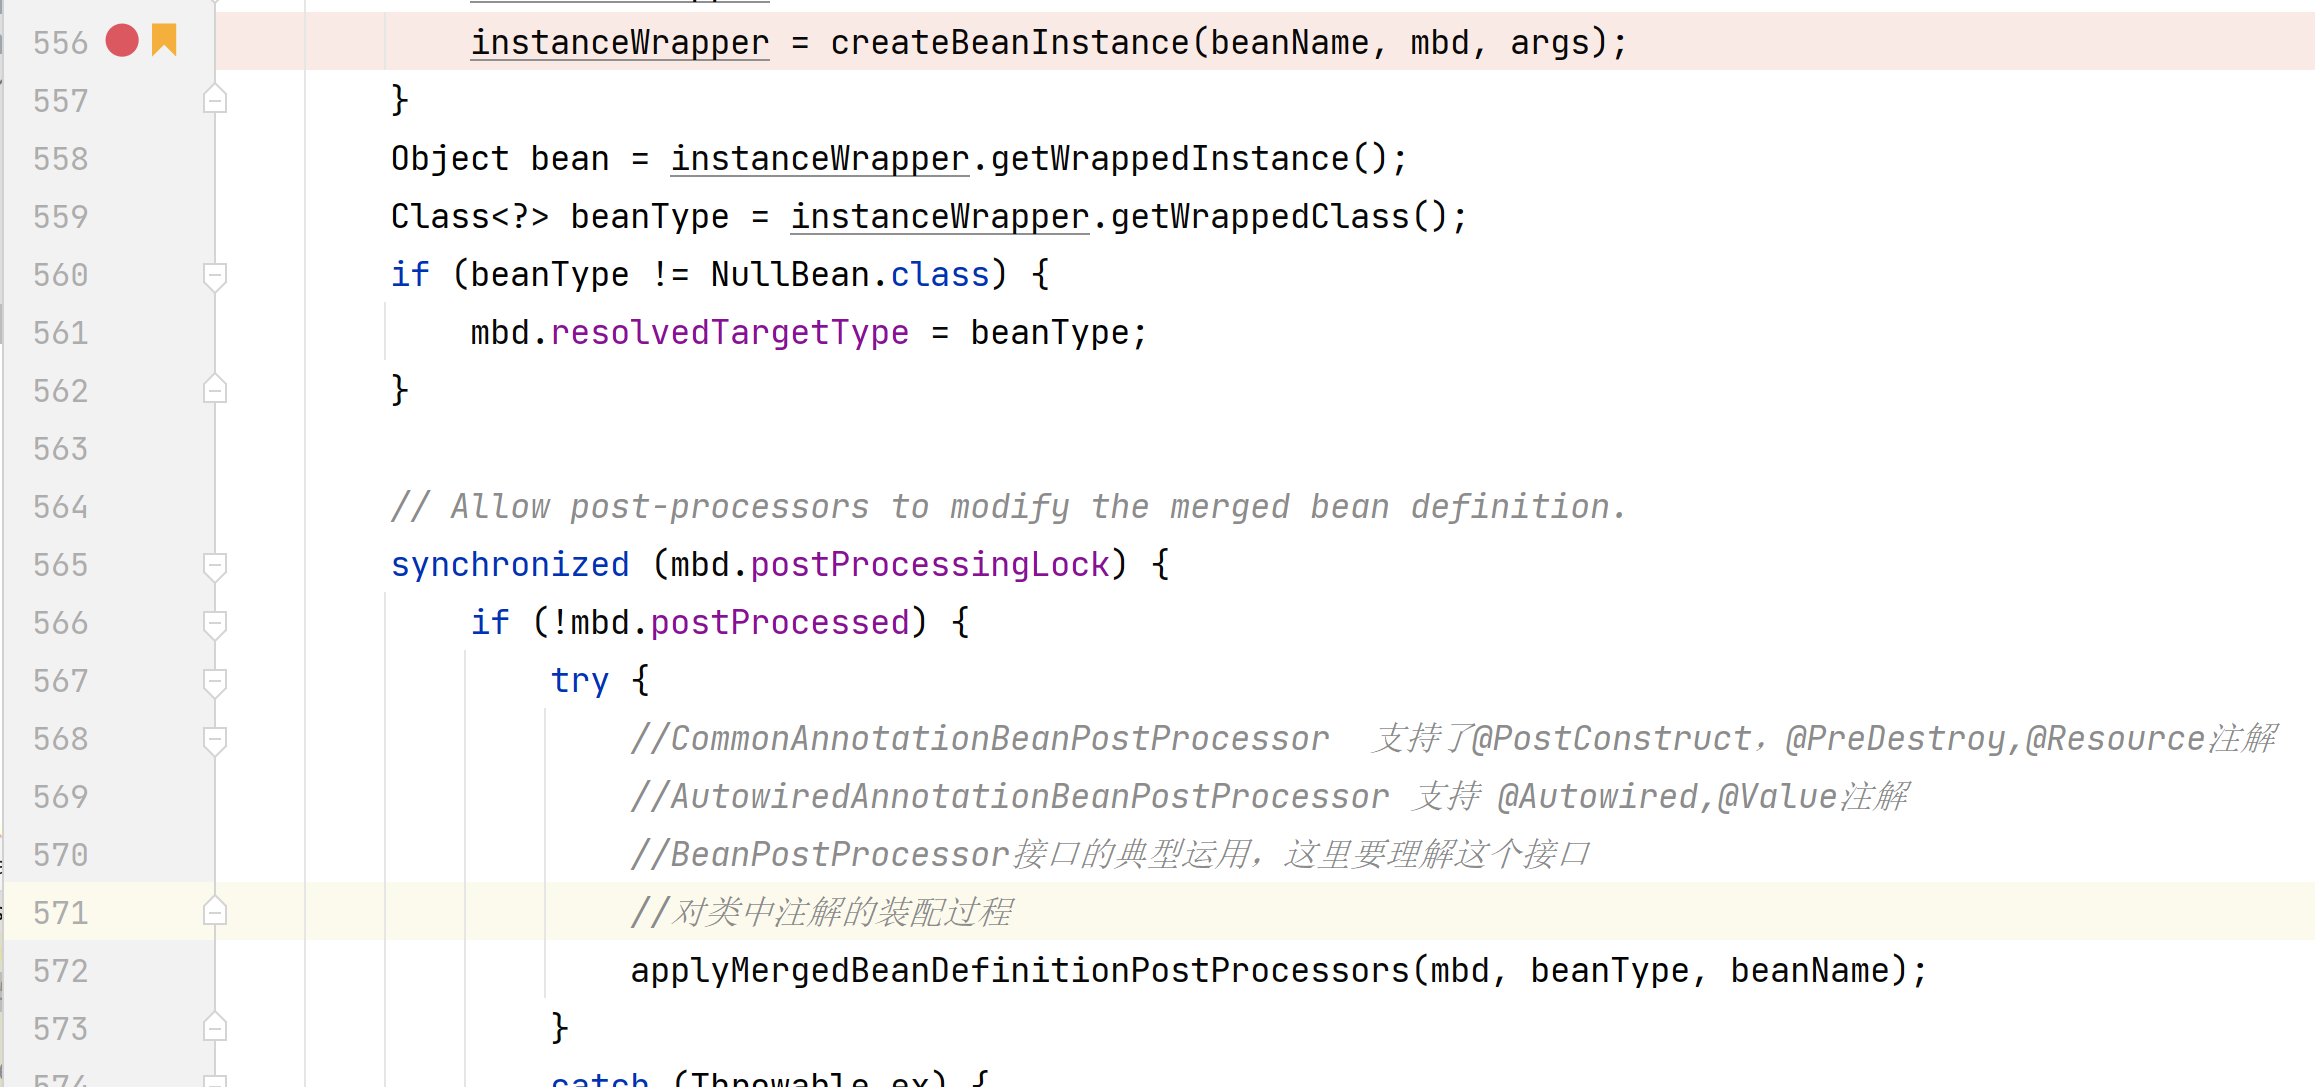 556 instanceWrapper = createBeanInstance(beanName, mbd, args);
557 }
558 Object bean = instanceWrapper.getWrappedInstance();
559 Class<?> beanType = instanceWrapper.getWrappedClass();
560 if (beanType != NullBean.class) {
561 mbd.resolvedTargetType = beanType;
562 }
563
564 // Allow post-processors to modify the merged bean definition.
565 synchronized (mbd.postProcessingLock) {
566 if (!mbd.postProcessed) {
567 try {
568 //CommonAnnotationBeanPostProcessor  支持了@PostConstruct，@PreDestroy,@Resource注解
569 //AutowiredAnnotationBeanPostProcessor 支持 @Autowired,@Value注解
570 //BeanPostProcessor接口的典型运用，这里要理解这个接口
571 //对类中注解的装配过程
572 applyMergedBeanDefinitionPostProcessors(mbd, beanType, beanName);
573 }
574 catch (Throwable ex) {